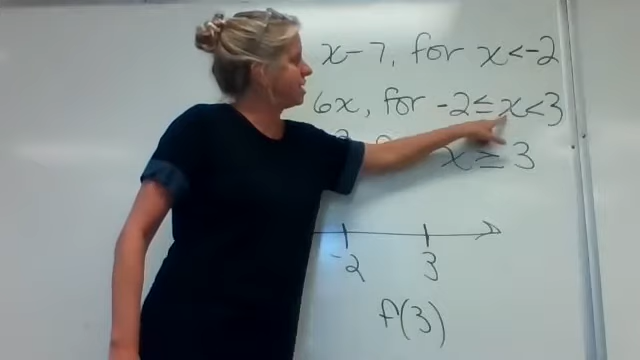 x-7, for x<-2
6x, for -2≤x<3
x≥3
-2 3
f(3)